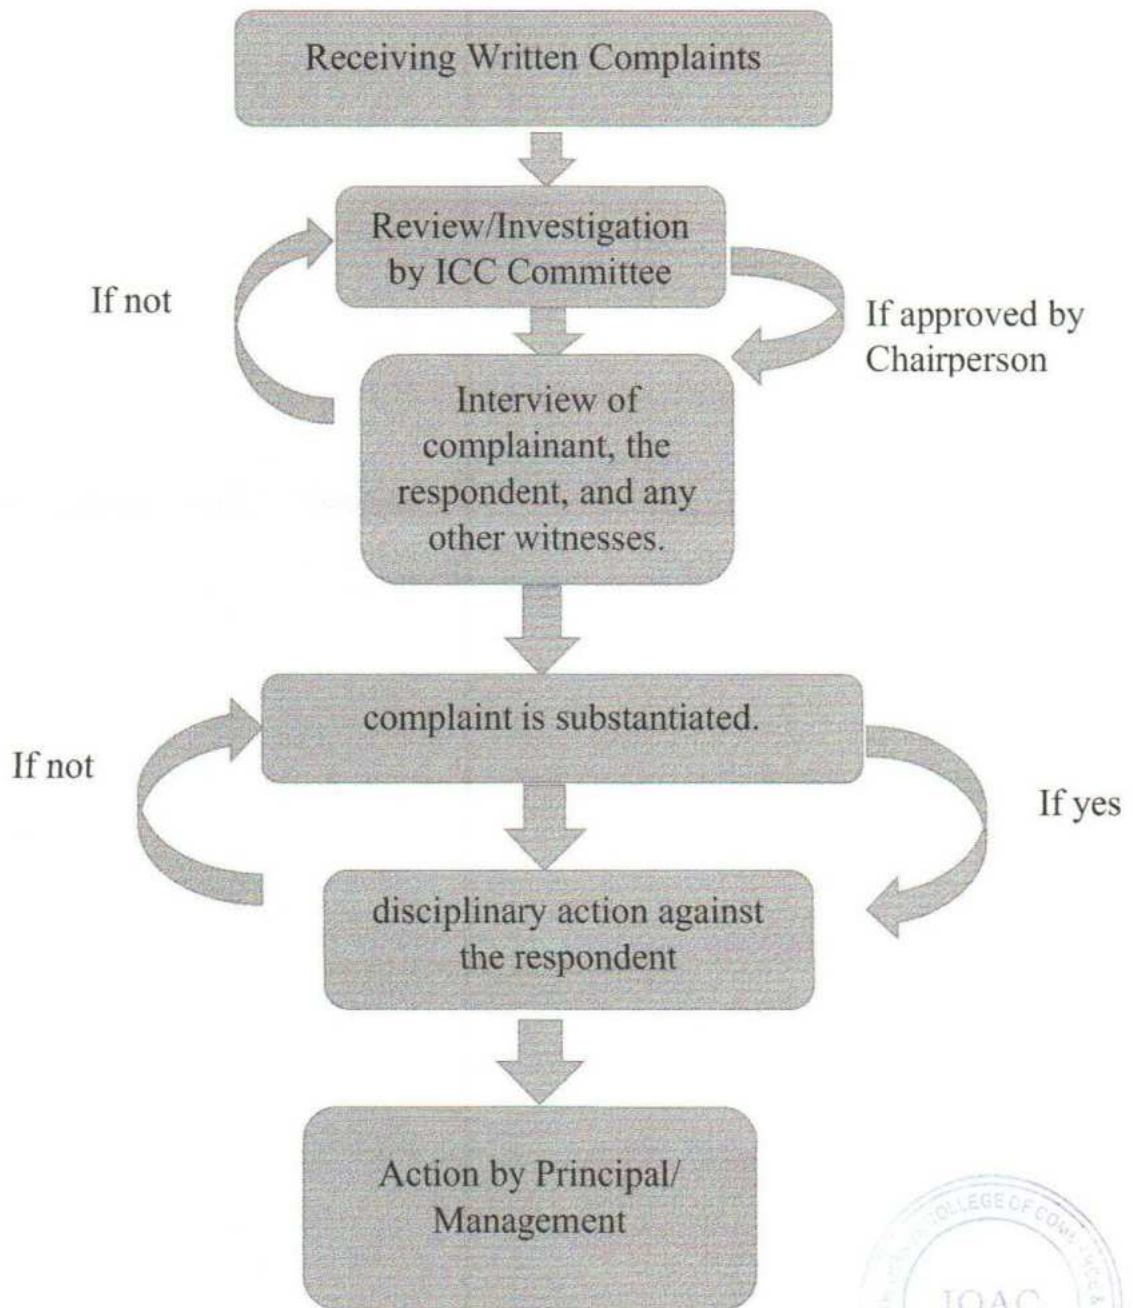 Receiving Written Complaints
Review/Investigation
by ICC Committee
If not
If approved by
Chairperson
Interview of
complainant, the
respondent, and any
other witnesses.
complaint is substantiated.
If not
If yes
disciplinary action against
the respondent
Action by Principal/
Management
COLLEGE OF
IQAC